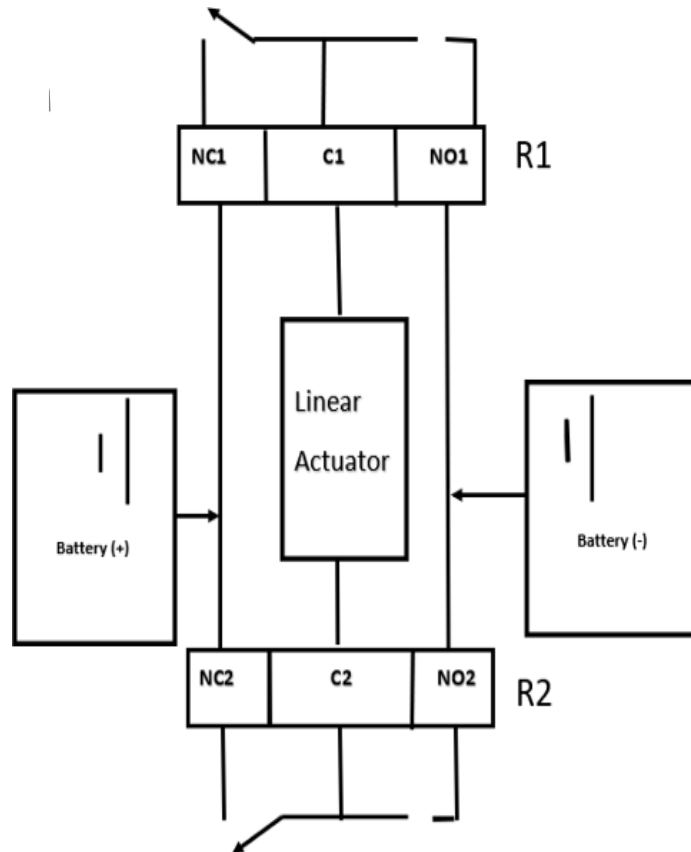 NC1 C1 NO1 R1
Linear
Actuator
Battery (+)
Battery (-)
NC2 C2 NO2 R2